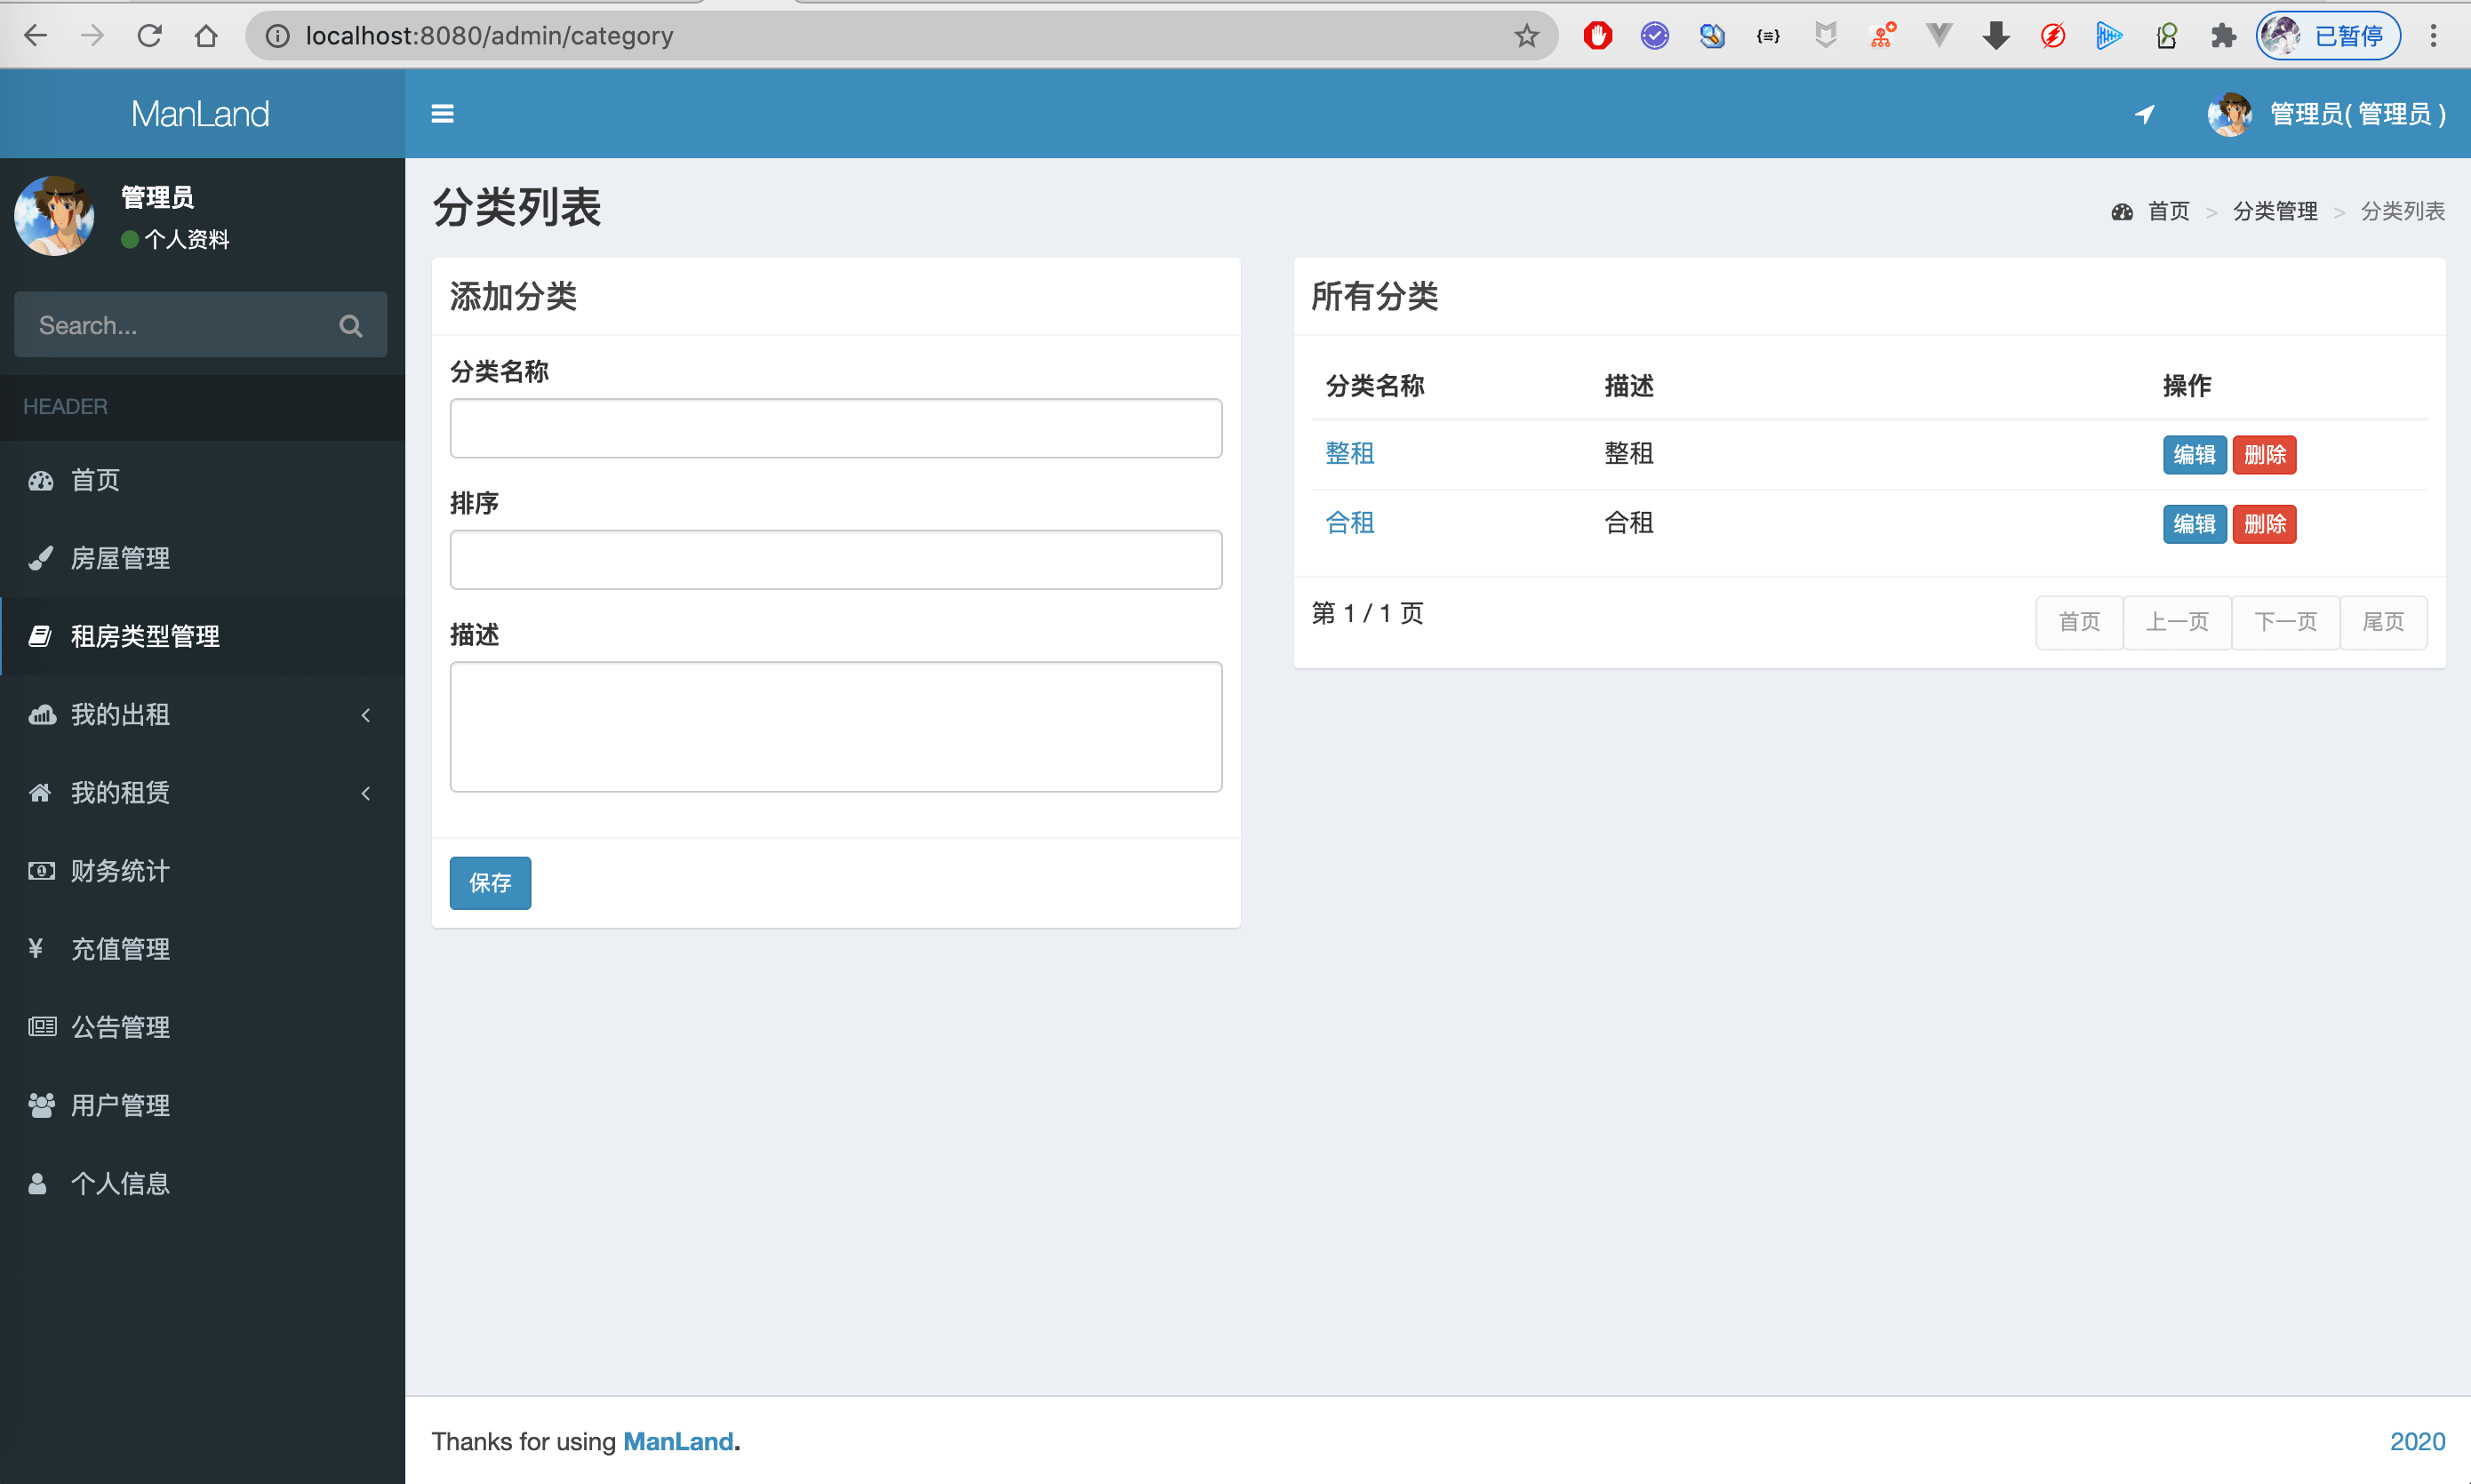 localhost:8080/admin/category
已暂停
ManLand
管理员( 管理员 )
管理员
个人资料
Search...
HEADER
首页
房屋管理
租房类型管理
我的出租
我的租赁
财务统计
充值管理
公告管理
用户管理
个人信息
分类列表
首页 > 分类管理 > 分类列表
添加分类
分类名称
排序
描述
保存
所有分类
分类名称 描述 操作
整租 整租 编辑 删除
合租 合租 编辑 删除
第 1 / 1 页
首页 上一页 下一页 尾页
Thanks for using ManLand.
2020